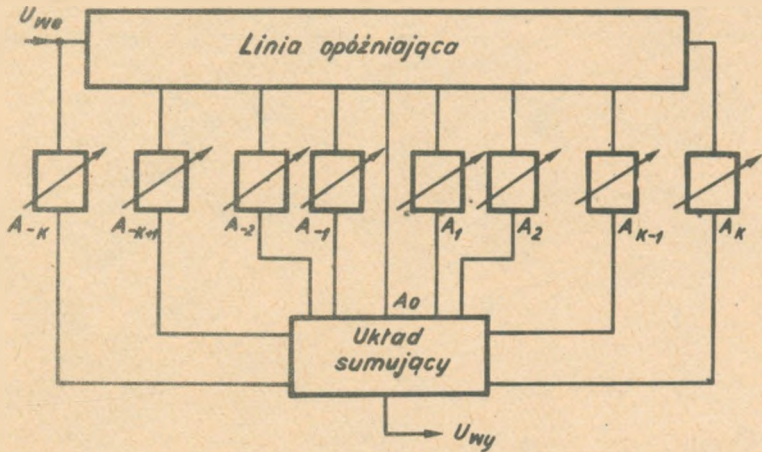 Uwe
Linia opóźniająca
A-K
A-K+1
A-2
A-1
A1
A2
AK-1
AK
A0
Układ
sumujący
Uwy